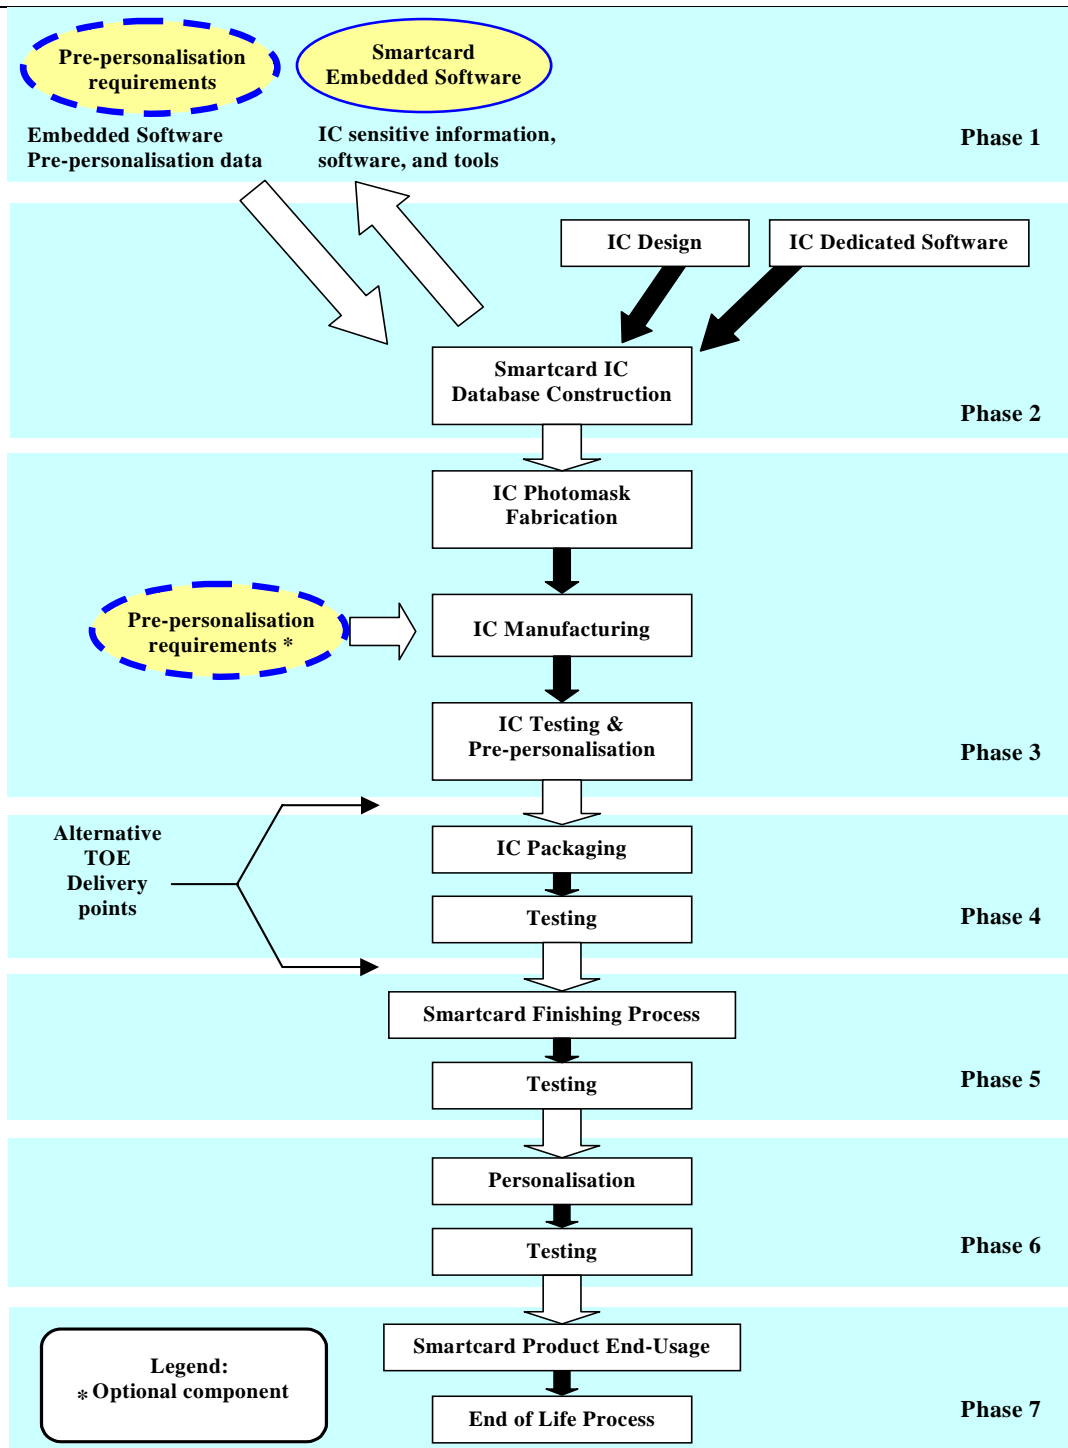 Pre-personalisation
requirements
Smartcard
Embedded Software
Embedded Software
Pre-personalisation data
IC sensitive information,
software, and tools
Phase 1
IC Design
IC Dedicated Software
Smartcard IC
Database Construction
Phase 2
IC Photomask
Fabrication
Pre-personalisation
requirements *
IC Manufacturing
IC Testing &
Pre-personalisation
Phase 3
Alternative
TOE
Delivery
points
IC Packaging
Testing
Phase 4
Smartcard Finishing Process
Testing
Phase 5
Personalisation
Testing
Phase 6
Smartcard Product End-Usage
Legend:
* Optional component
End of Life Process
Phase 7